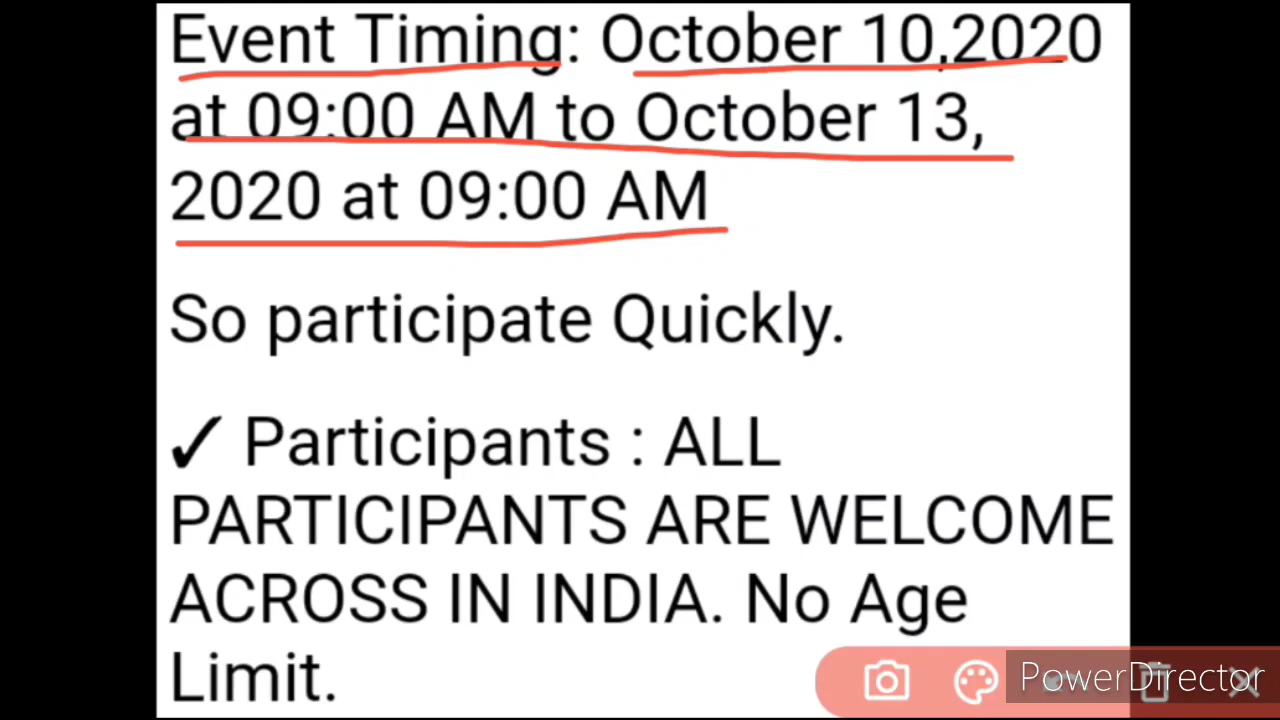 Event Timing: October 10,2020
at 09:00 AM to October 13,
2020 at 09:00 AM
So participate Quickly.
✓ Participants : ALL
PARTICIPANTS ARE WELCOME
ACROSS IN INDIA. No Age
Limit.
PowerDirector